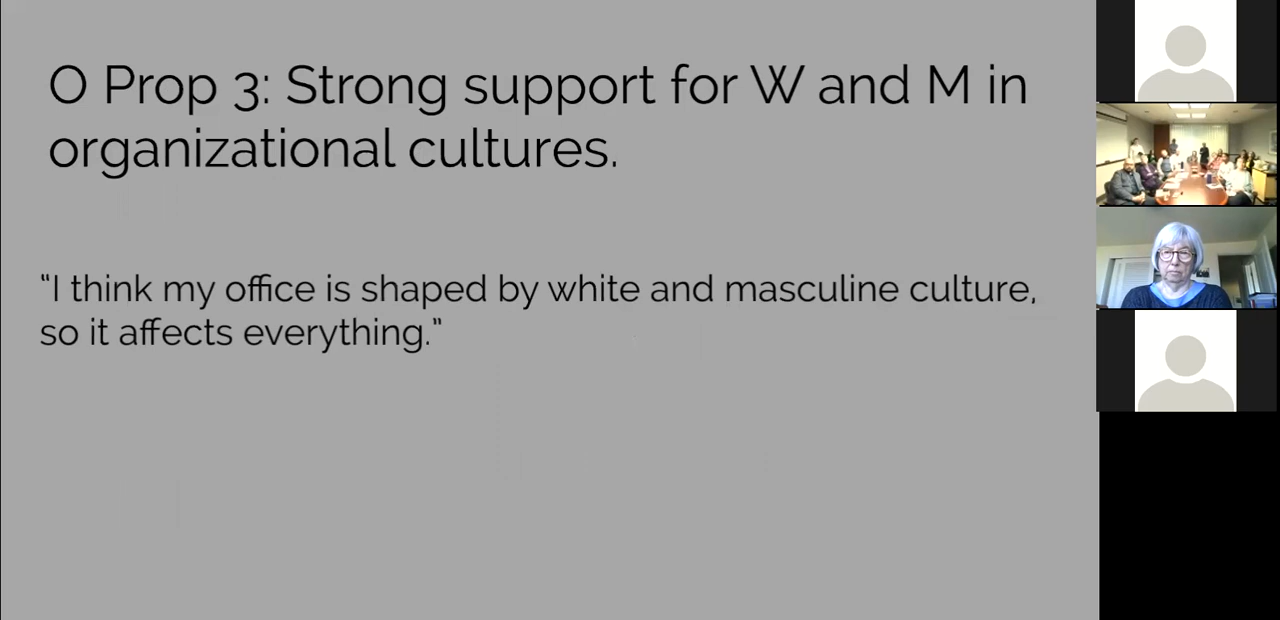 O Prop 3: Strong support for W and M in
organizational cultures.
“I think my office is shaped by white and masculine culture,
so it affects everything.”